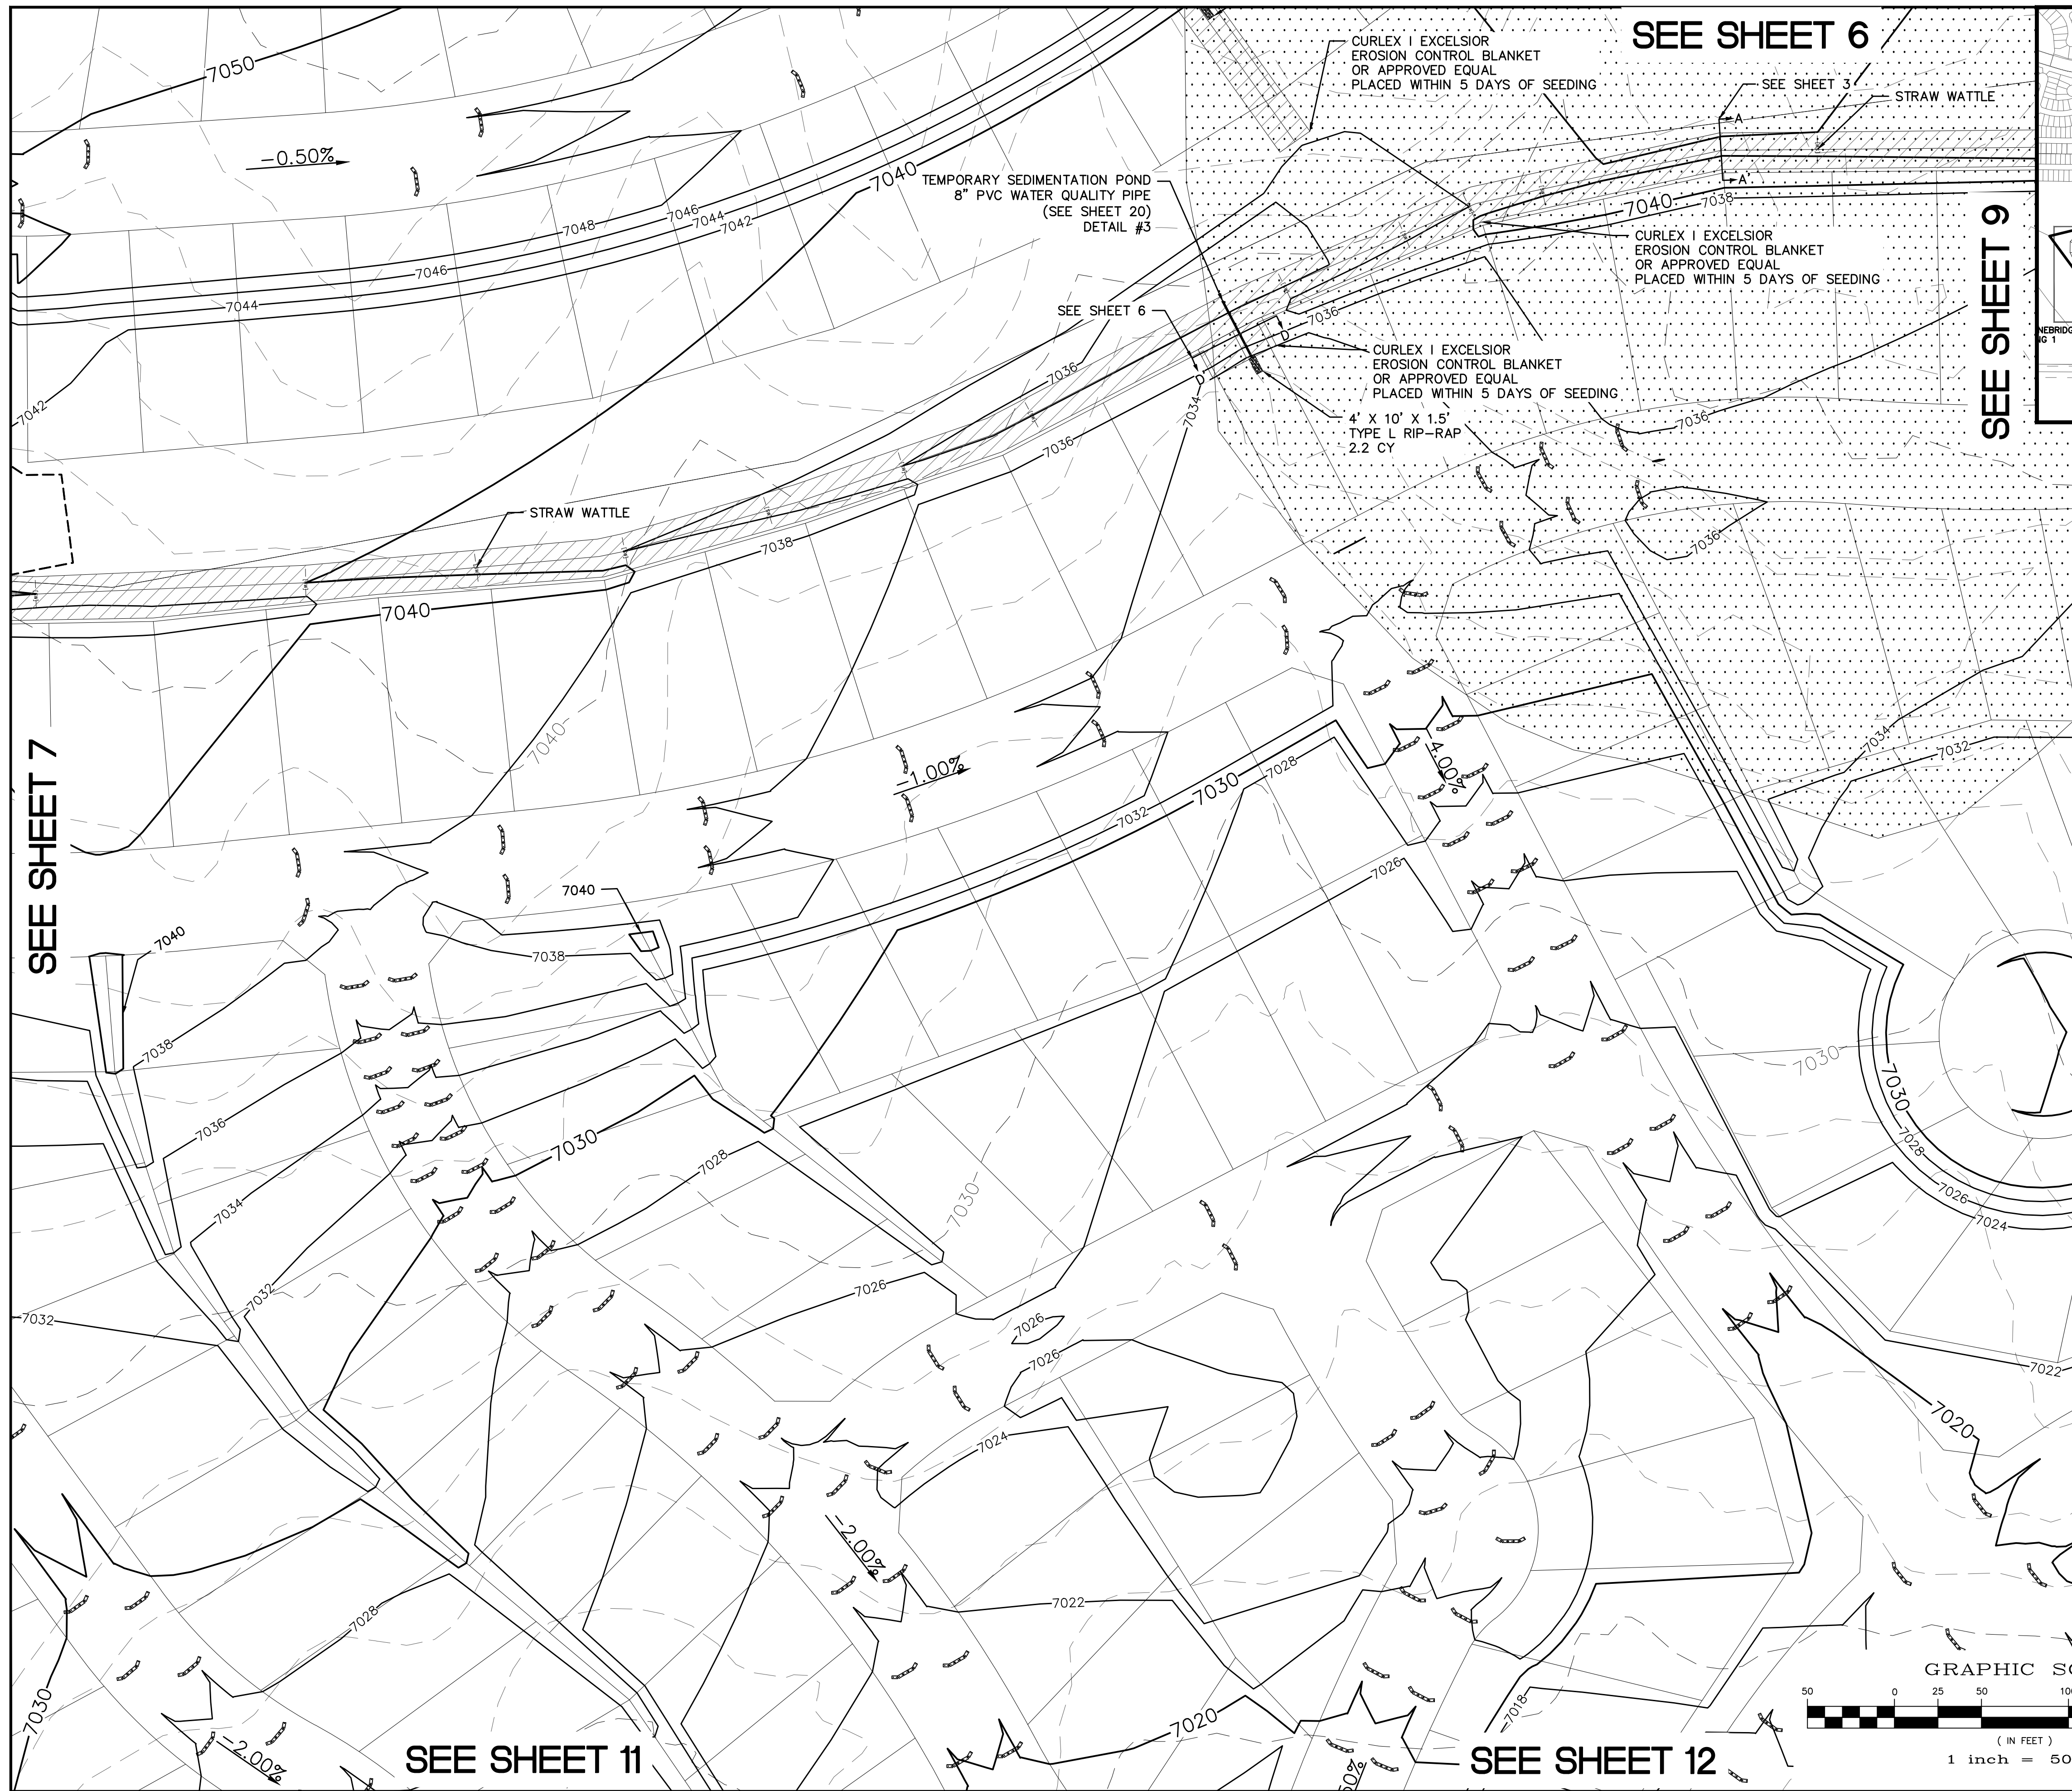 SEE SHEET 6
CURLEX I EXCELSIOR
EROSION CONTROL BLANKET
OR APPROVED EQUAL
PLACED WITHIN 5 DAYS OF SEEDING
SEE SHEET 3
STRAW WATTLE
A
A'
7050
-0.50%
7040
TEMPORARY SEDIMENTATION POND
8" PVC WATER QUALITY PIPE
(SEE SHEET 20)
DETAIL #3
7040
7038
CURLEX I EXCELSIOR
EROSION CONTROL BLANKET
OR APPROVED EQUAL
PLACED WITHIN 5 DAYS OF SEEDING
SEE SHEET 9
7048
7046
7044
7042
7046
7044
7042
SEE SHEET 6
7036
D
D'
CURLEX I EXCELSIOR
EROSION CONTROL BLANKET
OR APPROVED EQUAL
PLACED WITHIN 5 DAYS OF SEEDING
4' X 10' X 1.5'
TYPE L RIP-RAP
2.2 CY
7036
7034
7036
7036
7036
STRAW WATTLE
7038
7040
7040
SEE SHEET 7
-1.00%
7032
7030
7028
-4.00%
7026
7034
7032
7040
7040
7038
7038
7036
7034
7032
7032
7030
7028
7030
7026
7026
7026
7024
7030
7030
7028
7026
7024
7022
7020
-2.00%
7022
7028
7030
-2.00%
7020
7018
50%
SEE SHEET 11
SEE SHEET 12
GRAPHIC
50 0 25 50
( IN FEET )
1 inch = 50